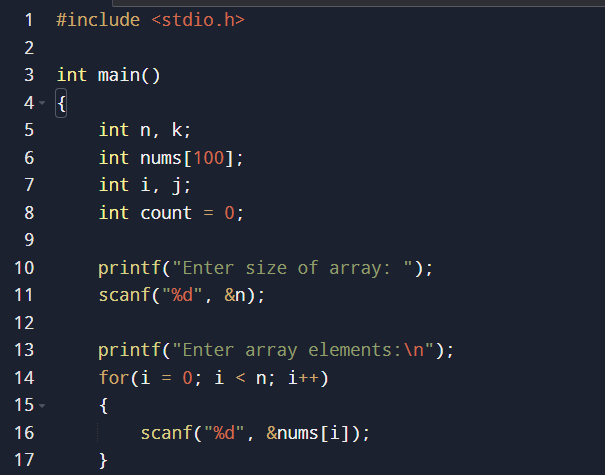 1 #include <stdio.h>
2
3 int main()
4 {
5     int n, k;
6     int nums[100];
7     int i, j;
8     int count = 0;
9
10     printf("Enter size of array: ");
11     scanf("%d", &n);
12
13     printf("Enter array elements:\n");
14     for(i = 0; i < n; i++)
15     {
16         scanf("%d", &nums[i]);
17     }